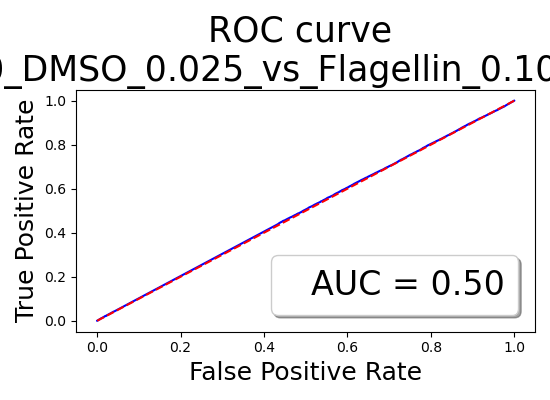 ROC curve
_DMSO_0.025_vs_Flagellin_0.10
True Positive Rate
1.0
0.8
0.6
0.4
0.2
0.0
AUC = 0.50
0.0 0.2 0.4 0.6 0.8 1.0
False Positive Rate